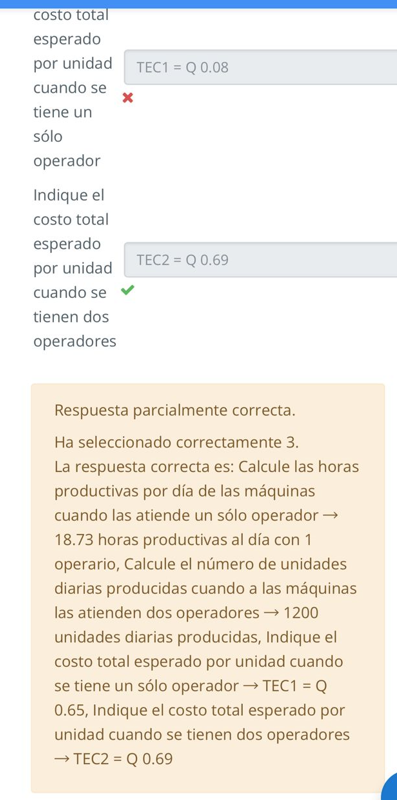 costo total
esperado
por unidad
cuando se
tiene un
sólo
operador
TEC1 = Q 0.08
Indique el
costo total
esperado
por unidad
cuando se
tienen dos
operadores
TEC2 = Q 0.69
Respuesta parcialmente correcta.
Ha seleccionado correctamente 3.
La respuesta correcta es: Calcule las horas
productivas por día de las máquinas
cuando las atiende un sólo operador →
18.73 horas productivas al día con 1
operario, Calcule el número de unidades
diarias producidas cuando a las máquinas
las atienden dos operadores → 1200
unidades diarias producidas, Indique el
costo total esperado por unidad cuando
se tiene un sólo operador → TEC1 = Q
0.65, Indique el costo total esperado por
unidad cuando se tienen dos operadores
→ TEC2 = Q 0.69